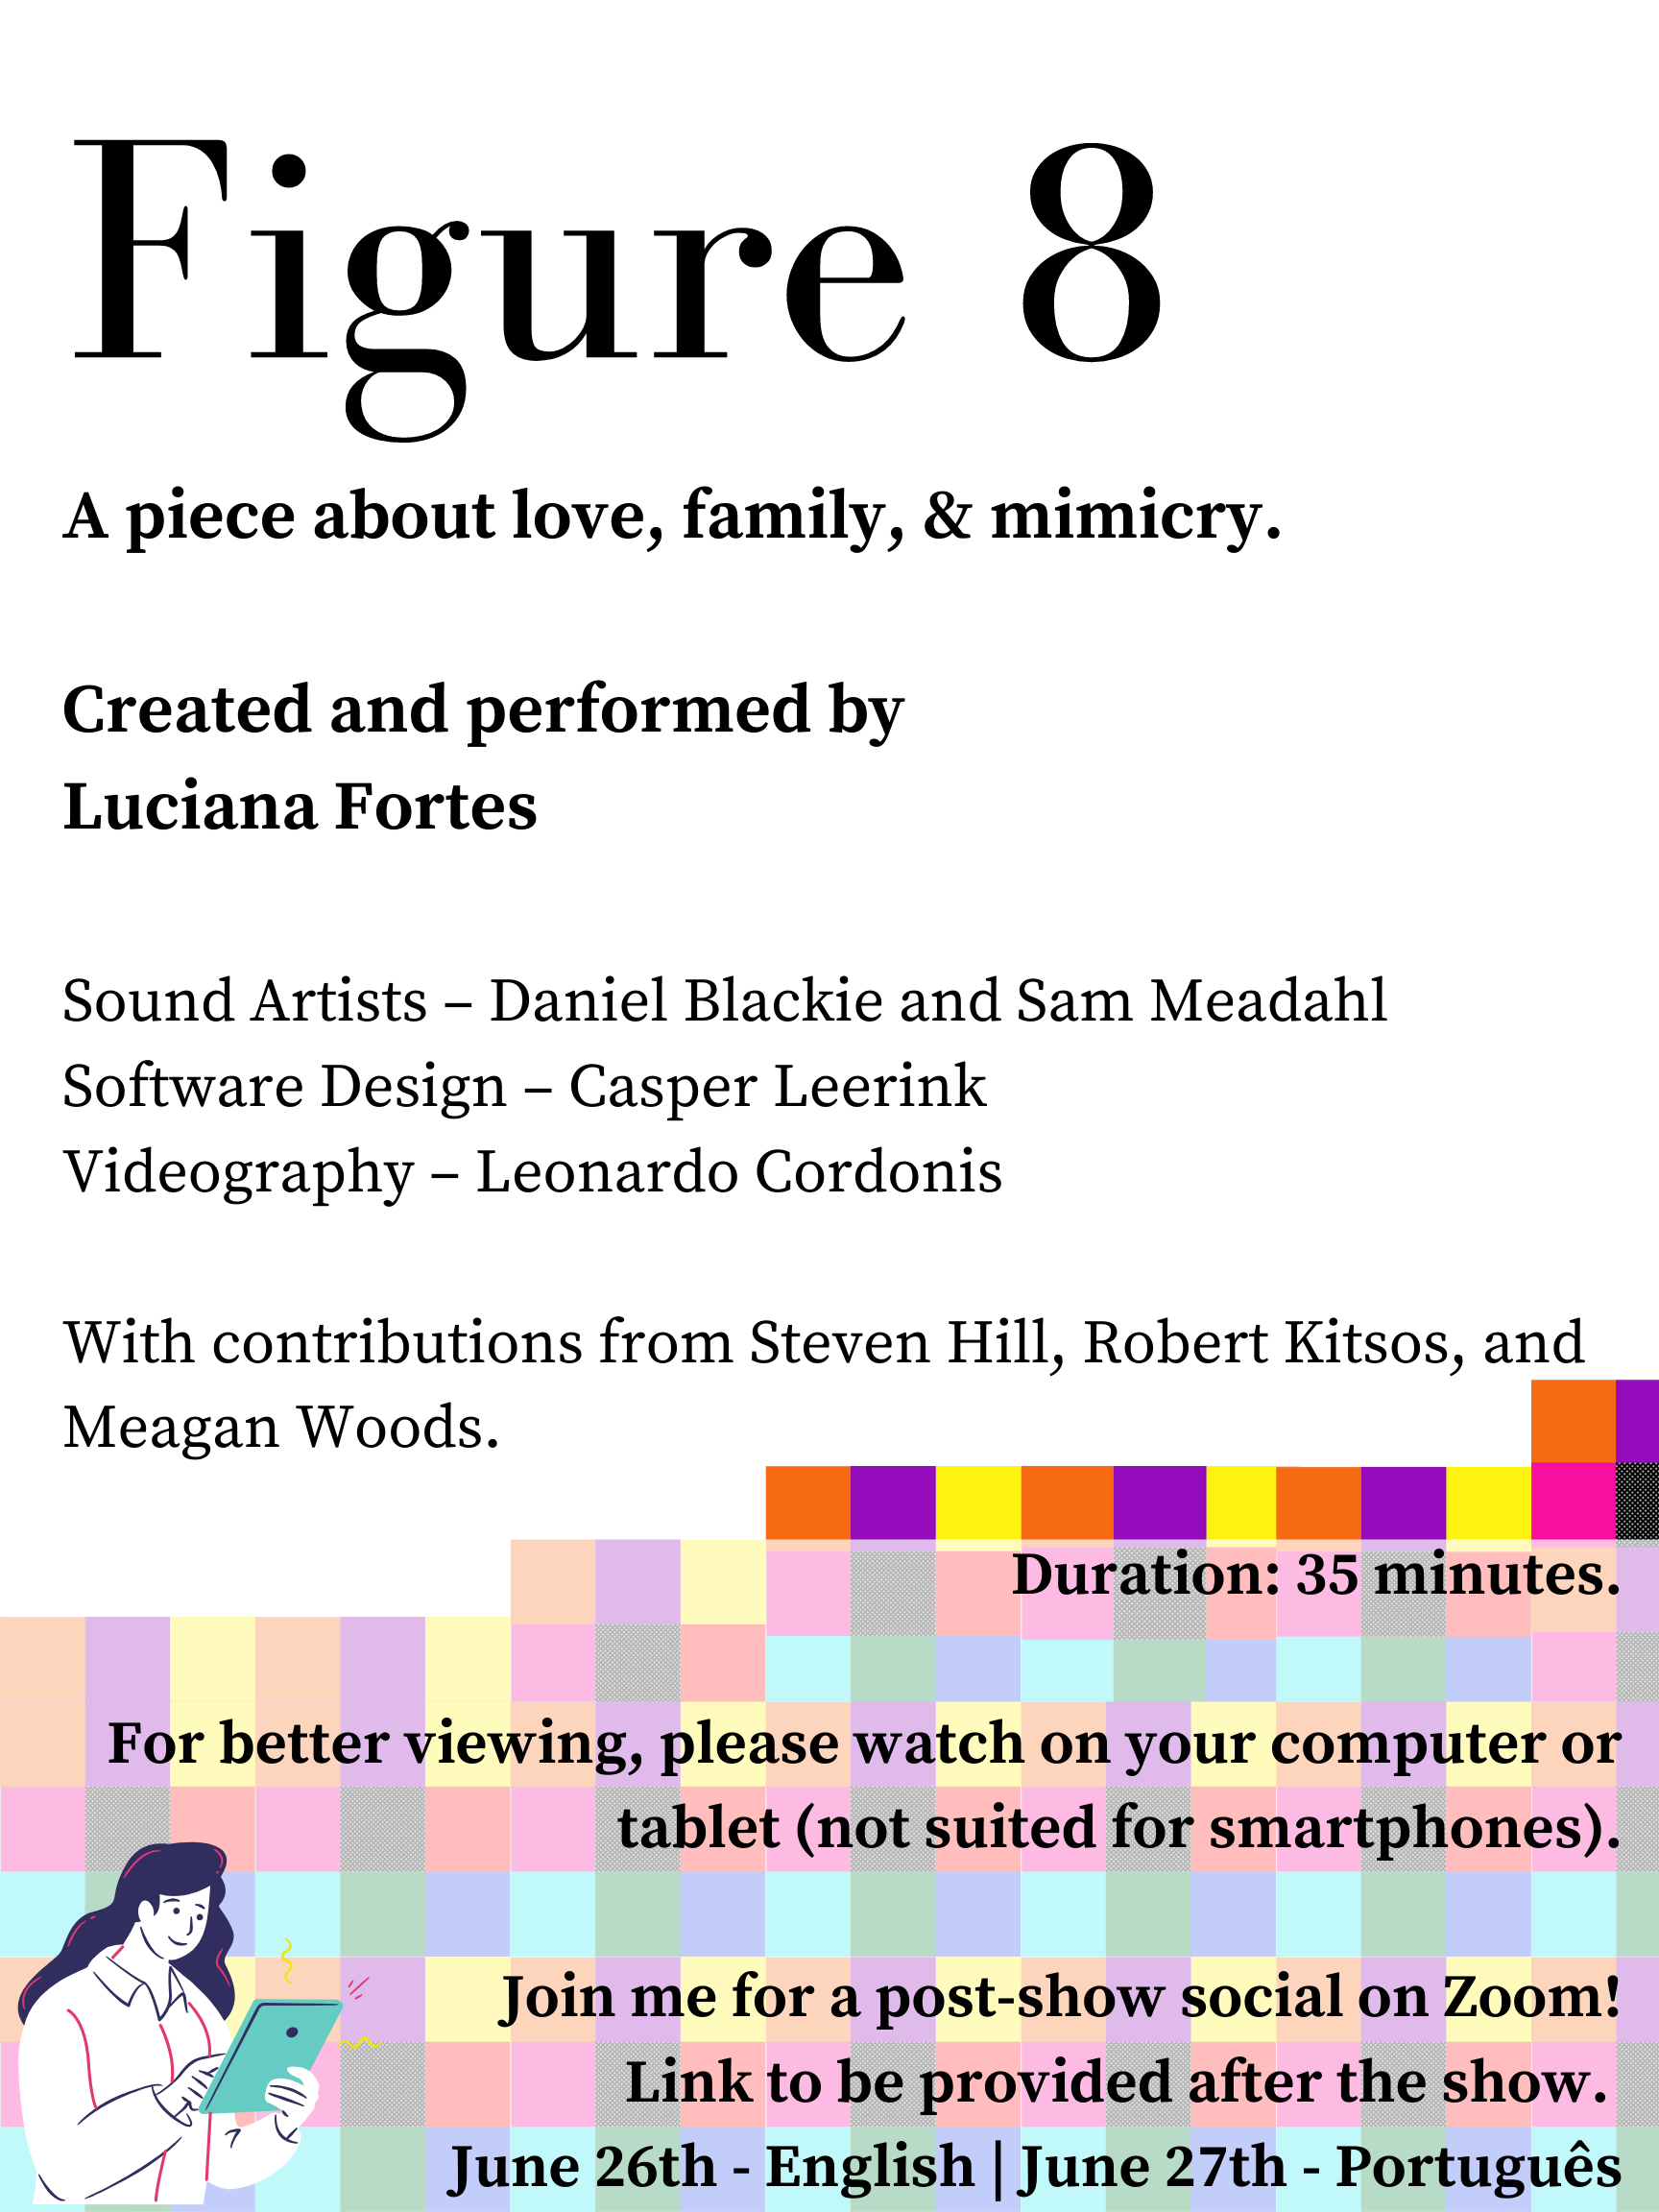 Figure 8
A piece about love, family, & mimicry.
Created and performed by
Luciana Fortes
Sound Artists – Daniel Blackie and Sam Meadahl
Software Design – Casper Leerink
Videography – Leonardo Cordonis
With contributions from Steven Hill, Robert Kitsos, and
Meagan Woods.
Duration: 35 minutes.
For better viewing, please watch on your computer or
tablet (not suited for smartphones).
Join me for a post-show social on Zoom!
Link to be provided after the show.
June 26th - English | June 27th - Português